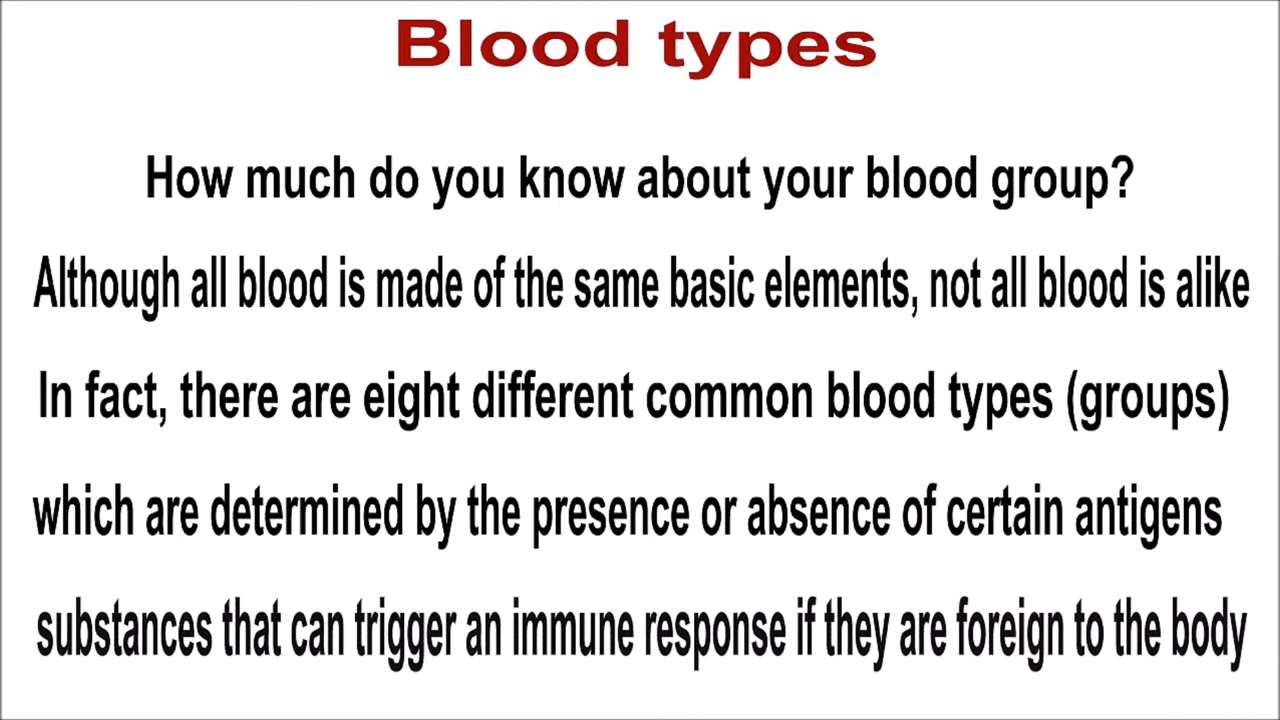 Blood types
How much do you know about your blood group?
Although all blood is made of the same basic elements, not all blood is alike
In fact, there are eight different common blood types (groups)
which are determined by the presence or absence of certain antigens
substances that can trigger an immune response if they are foreign to the body